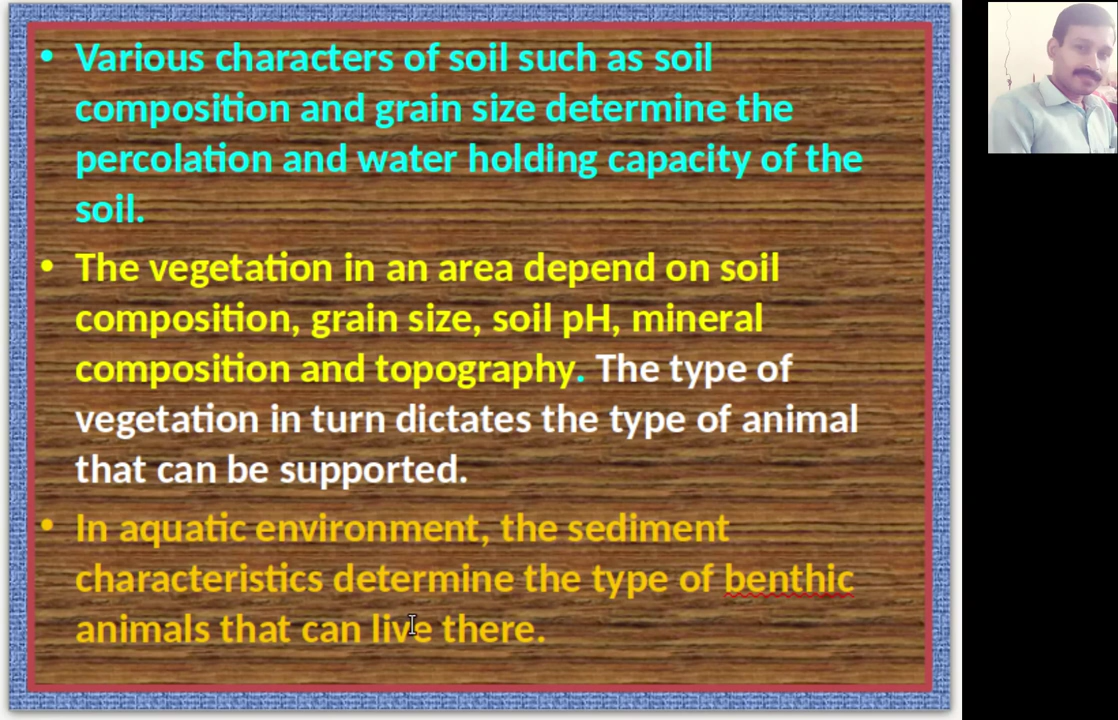 • Various characters of soil such as soil
composition and grain size determine the
percolation and water holding capacity of the
soil.
• The vegetation in an area depend on soil
composition, grain size, soil pH, mineral
composition and topography. The type of
vegetation in turn dictates the type of animal
that can be supported.
• In aquatic environment, the sediment
characteristics determine the type of benthic
animals that can live there.